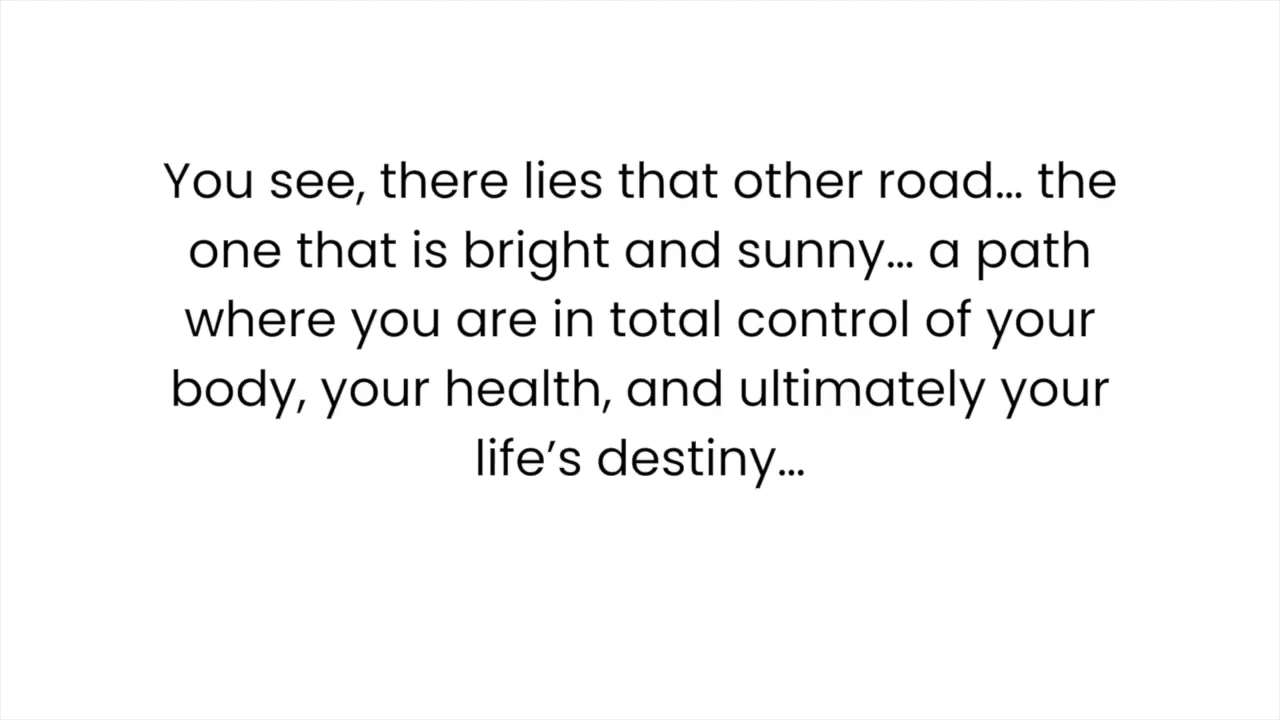 You see, there lies that other road... the
one that is bright and sunny... a path
where you are in total control of your
body, your health, and ultimately your
life’s destiny...